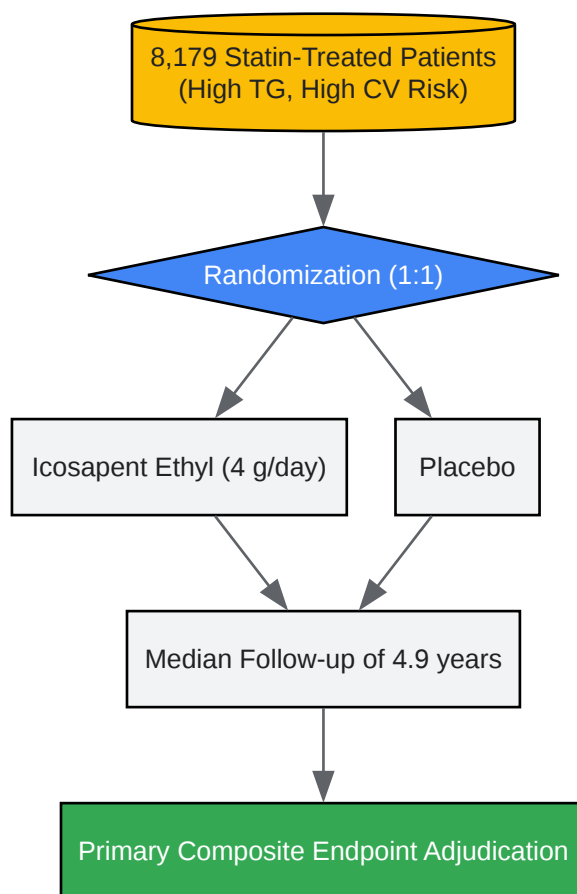 8,179 Statin-Treated Patients
(High TG, High CV Risk)
Randomization (1:1)
Icosapent Ethyl (4 g/day)
Placebo
Median Follow-up of 4.9 years
Primary Composite Endpoint Adjudication